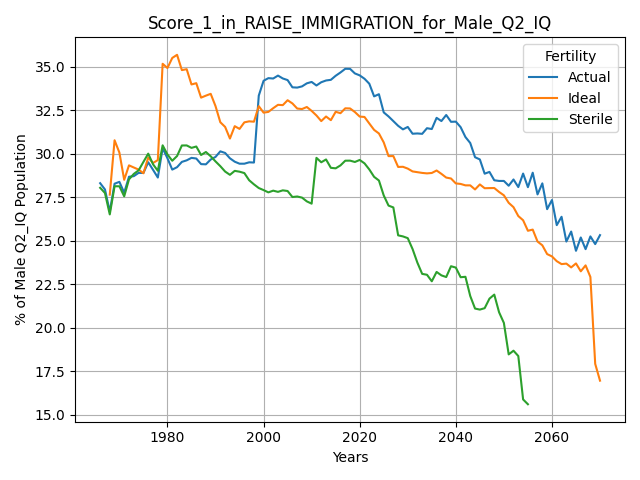 Score_1_in_RAISE_IMMIGRATION_for_Male_Q2_IQ
Fertility
Actual
Ideal
Sterile
% of Male Q2_IQ Population
35.0
32.5
30.0
27.5
25.0
22.5
20.0
17.5
15.0
1980
2000
2020
2040
2060
Years